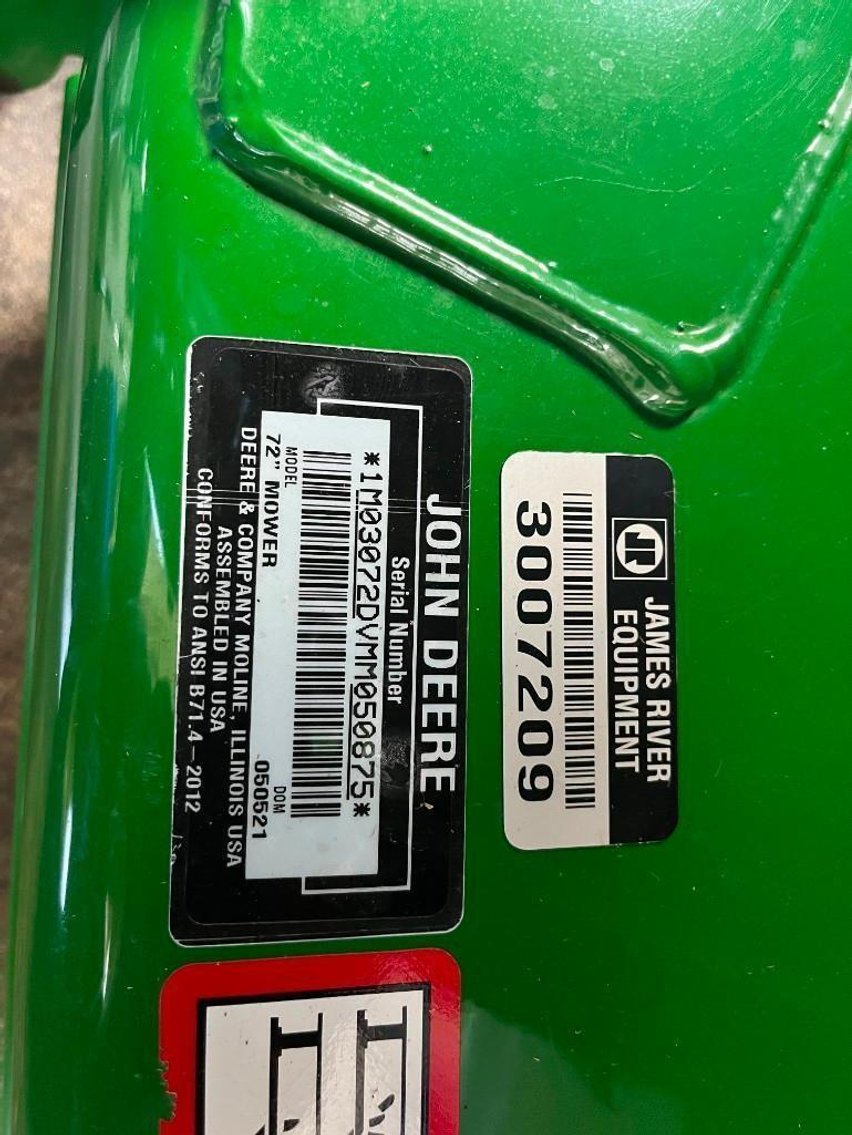 JOHN DEERE
Serial Number
*1M03072DVMM050875*
MODEL DOM
72" MOWER 050521
DEERE & COMPANY MOLINE, ILLINOIS USA
ASSEMBLED IN USA
CONFORMS TO ANSI B71.4-2012
JAMES RIVER
EQUIPMENT
3007209